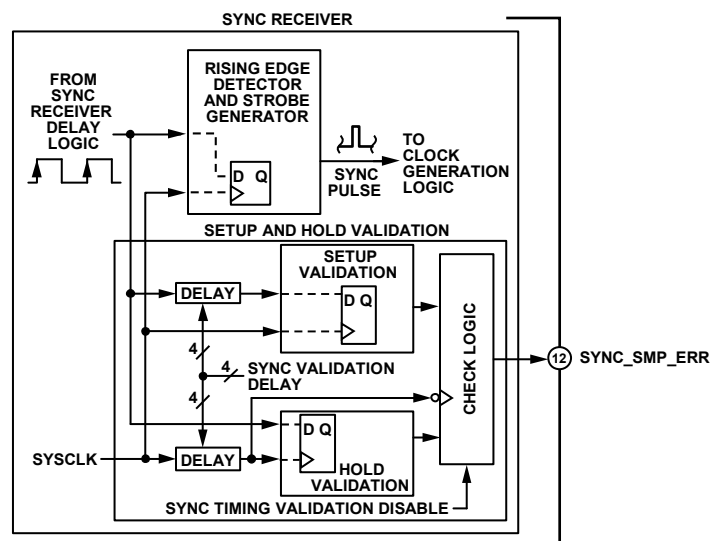 SYNC RECEIVER
FROM
SYNC
RECEIVER
DELAY
LOGIC
RISING EDGE
DETECTOR
AND STROBE
GENERATOR
D Q
SYNC
PULSE
TO
CLOCK
GENERATION
LOGIC
SETUP AND HOLD VALIDATION
SETUP
VALIDATION
DELAY
D Q
4
4
SYNC VALIDATION
DELAY
4
CHECK LOGIC
12
SYNC_SMP_ERR
D Q
SYSCLK
DELAY
HOLD
VALIDATION
SYNC TIMING VALIDATION DISABLE